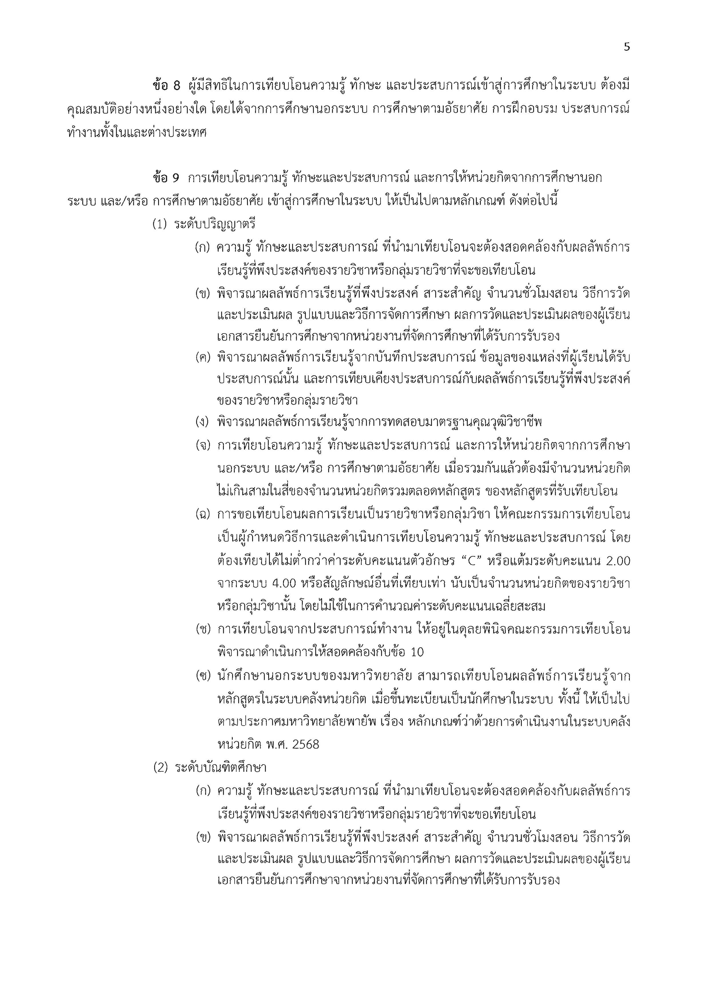 5
ข้อ 8 ผู้มีสิทธิในการเทียบโอนความรู้ ทักษะ และประสบการณ์เข้าสู่การศึกษาในระบบ ต้องมี
คุณสมบัติอย่างหนึ่งอย่างใด โดยได้จากการศึกษานอกระบบ การศึกษาตามอัธยาศัย การฝึกอบรม ประสบการณ์
ทำงานทั้งในและต่างประเทศ
ข้อ 9 การเทียบโอนความรู้ ทักษะและประสบการณ์ และการให้หน่วยกิตจากการศึกษานอก
ระบบ และ/หรือ การศึกษาตามอัธยาศัย เข้าสู่การศึกษาในระบบ ให้เป็นไปตามหลักเกณฑ์ ดังต่อไปนี้
(1) ระดับปริญญาตรี
(ก) ความรู้ ทักษะและประสบการณ์ ที่นำมาเทียบโอนจะต้องสอดคล้องกับผลลัพธ์การ
เรียนรู้ที่พึงประสงค์ของรายวิชาหรือกลุ่มรายวิชาที่จะขอเทียบโอน
(ข) พิจารณาผลลัพธ์การเรียนรู้ที่พึงประสงค์ สาระสำคัญ จำนวนชั่วโมงสอน วิธีการวัด
และประเมินผล รูปแบบและวิธีการจัดการศึกษา ผลการวัดและประเมินผลของผู้เรียน
เอกสารยืนยันการศึกษาจากหน่วยงานที่จัดการศึกษาที่ได้รับการรับรอง
(ค) พิจารณาผลลัพธ์การเรียนรู้จากบันทึกประสบการณ์ ข้อมูลของแหล่งที่ผู้เรียนได้รับ
ประสบการณ์นั้น และการเทียบเคียงประสบการณ์กับผลลัพธ์การเรียนรู้ที่พึงประสงค์
ของรายวิชาหรือกลุ่มรายวิชา
(ง) พิจารณาผลลัพธ์การเรียนรู้จากการทดสอบมาตรฐานคุณวุฒิวิชาชีพ
(จ) การเทียบโอนความรู้ ทักษะและประสบการณ์ และการให้หน่วยกิตจากการศึกษา
นอกระบบ และ/หรือ การศึกษาตามอัธยาศัย เมื่อรวมกันแล้วต้องมีจำนวนหน่วยกิต
ไม่เกินสามในสี่ของจำนวนหน่วยกิตรวมตลอดหลักสูตร ของหลักสูตรที่รับเทียบโอน
(ฉ) การขอเทียบโอนผลการเรียนเป็นรายวิชาหรือกลุ่มวิชา ให้คณะกรรมการเทียบโอน
เป็นผู้กำหนดวิธีการและดำเนินการเทียบโอนความรู้ ทักษะและประสบการณ์ โดย
ต้องเทียบได้ไม่ต่ำกว่าค่าระดับคะแนนตัวอักษร “C” หรือแต้มระดับคะแนน 2.00
จากระบบ 4.00 หรือสัญลักษณ์อื่นที่เทียบเท่า นับเป็นจำนวนหน่วยกิตของรายวิชา
หรือกลุ่มวิชานั้น โดยไม่ใช้ในการคำนวณค่าระดับคะแนนเฉลี่ยสะสม
(ช) การเทียบโอนจากประสบการณ์ทำงาน ให้อยู่ในดุลยพินิจคณะกรรมการเทียบโอน
พิจารณาดำเนินการให้สอดคล้องกับข้อ 10
(ซ) นักศึกษานอกระบบของมหาวิทยาลัย สามารถเทียบโอนผลลัพธ์การเรียนรู้จาก
หลักสูตรในระบบคลังหน่วยกิต เมื่อขึ้นทะเบียนเป็นนักศึกษาในระบบ ทั้งนี้ ให้เป็นไป
ตามประกาศมหาวิทยาลัยพายัพ เรื่อง หลักเกณฑ์ว่าด้วยการดำเนินงานในระบบคลัง
หน่วยกิต พ.ศ. 2568
(2) ระดับบัณฑิตศึกษา
(ก) ความรู้ ทักษะและประสบการณ์ ที่นำมาเทียบโอนจะต้องสอดคล้องกับผลลัพธ์การ
เรียนรู้ที่พึงประสงค์ของรายวิชาหรือกลุ่มรายวิชาที่จะขอเทียบโอน
(ข) พิจารณาผลลัพธ์การเรียนรู้ที่พึงประสงค์ สาระสำคัญ จำนวนชั่วโมงสอน วิธีการวัด
และประเมินผล รูปแบบและวิธีการจัดการศึกษา ผลการวัดและประเมินผลของผู้เรียน
เอกสารยืนยันการศึกษาจากหน่วยงานที่จัดการศึกษาที่ได้รับการรับรอง